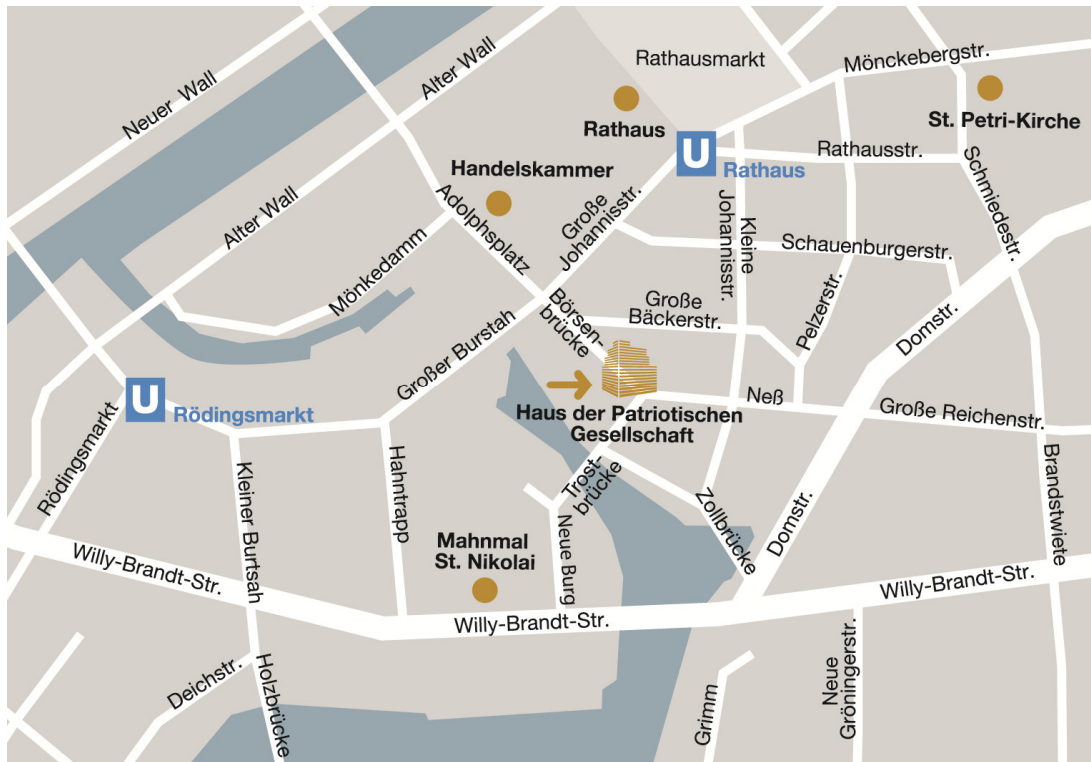 Neuer Wall
Alter Wall
Rathausmarkt
Mönckebergstr.
Rathaus
St. Petri-Kirche
U
Rathaus
Rathausstr.
Handelskammer
Alter Wall
Adolphsplatz
Große
Johannisstr.
Kleine
Johannisstr.
Schmiedestr.
Schauenburgerstr.
Mönkedamm
Börsen-
brücke
Große
Bäckerstr.
Pelzerstr.
Domstr.
Großer Burstah
U
Rödingsmarkt
Haus der Patriotischen
Gesellschaft
Neß
Große Reichenstr.
Rödingsmarkt
Kleiner Burtsah
Hahntrapp
Trost-
brücke
Zollbrücke
Domstr.
Brandstwiete
Mahnmal
St. Nikolai
Neue Burg
Willy-Brandt-Str.
Willy-Brandt-Str.
Willy-Brandt-Str.
Deichstr.
Holzbrücke
Grimm
Neue
Gröningerstr.